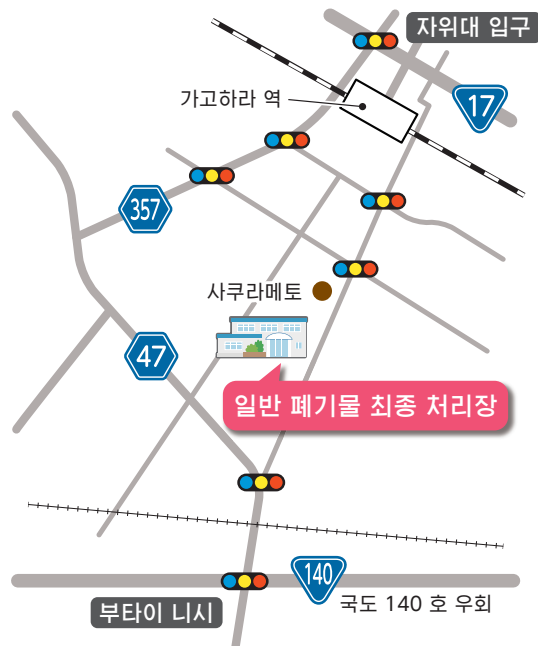 자위대 입구
17
가고하라 역
357
사쿠라메토
47
일반 폐기물 최종 처리장
140
국도 140 호 우회
부타이 니시